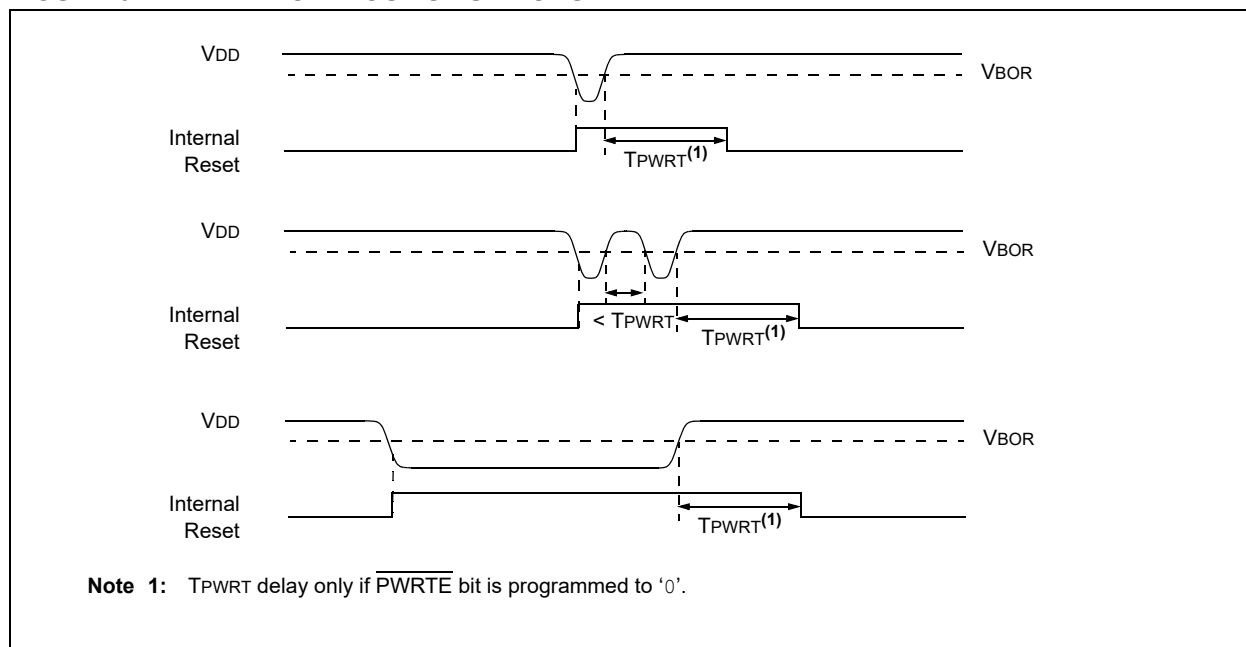 VDD
VBOR
Internal
Reset
TPWRT(1)
VDD
VBOR
Internal
Reset
< TPWRT
TPWRT(1)
VDD
VBOR
Internal
Reset
TPWRT(1)
Note 1: TPWRT delay only if PWRTE bit is programmed to ‘0’.